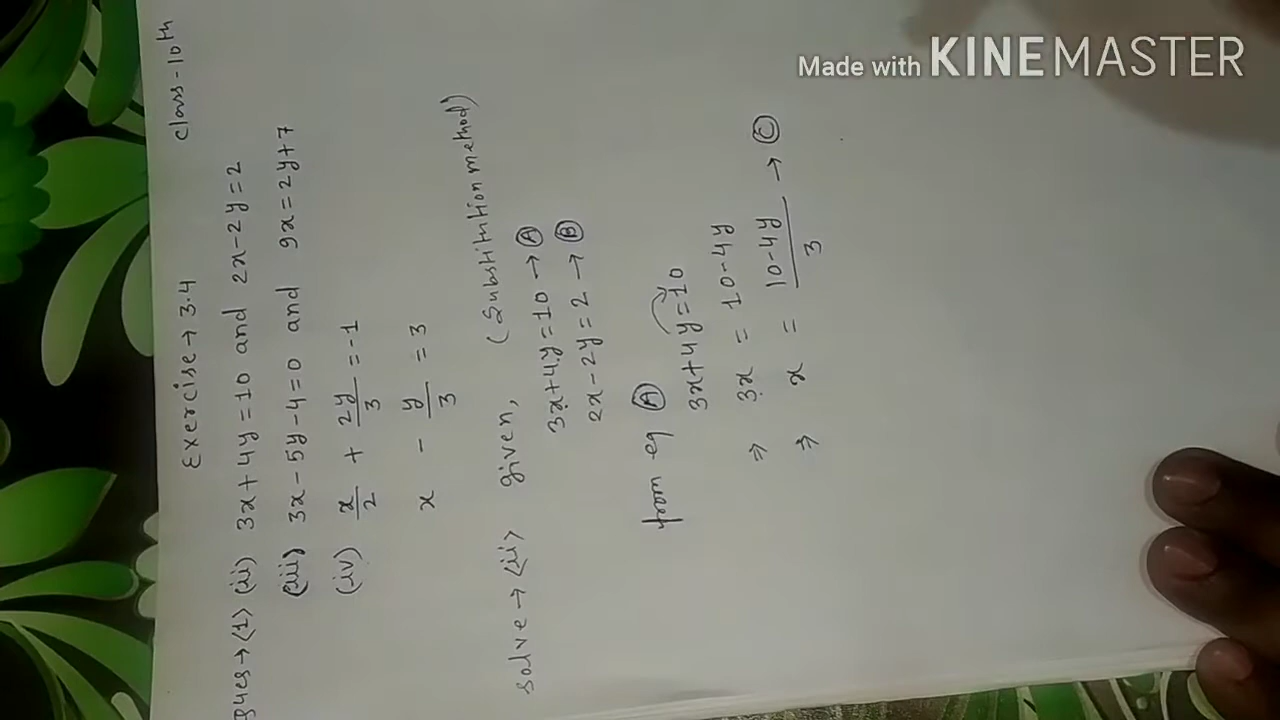 Made with KINEMASTER
Exercise → 3.4 class - 10th
ques → <1> (ii) 3x + 4y = 10 and 2x - 2y = 2
(iii) 3x - 5y - 4 = 0 and 9x = 2y + 7
(iv) x/2 + 2y/3 = -1
x - y/3 = 3
solve → <ii> given, (Substitution method)
3x + 4y = 10 → (A)
2x - 2y = 2 → (B)
from eq (A)
3x + 4y = 10
⇒ 3x = 10 - 4y
⇒ x = 10 - 4y/3 → (C)